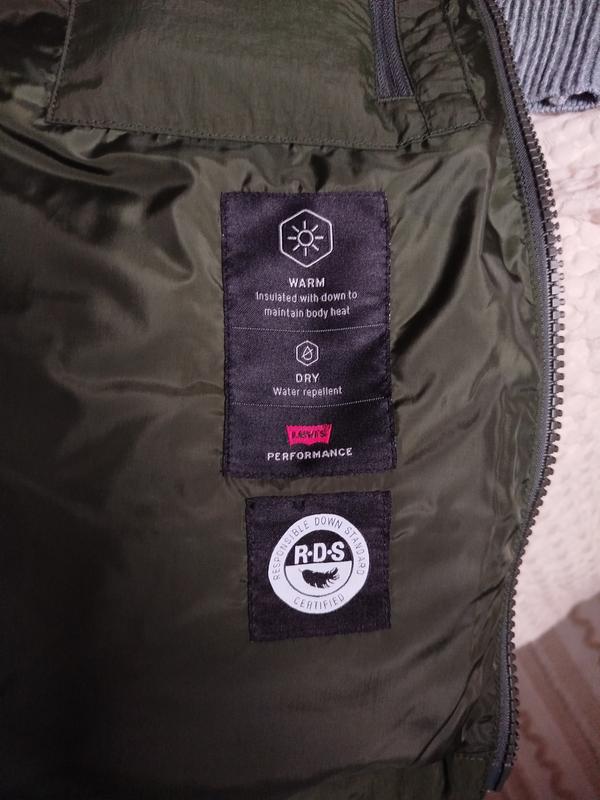 WARM
Insulated with down to
maintain body heat
DRY
Water repellent
Levi's
PERFORMANCE
RESPONSIBLE DOWN STANDARD
R·D·S
CERTIFIED